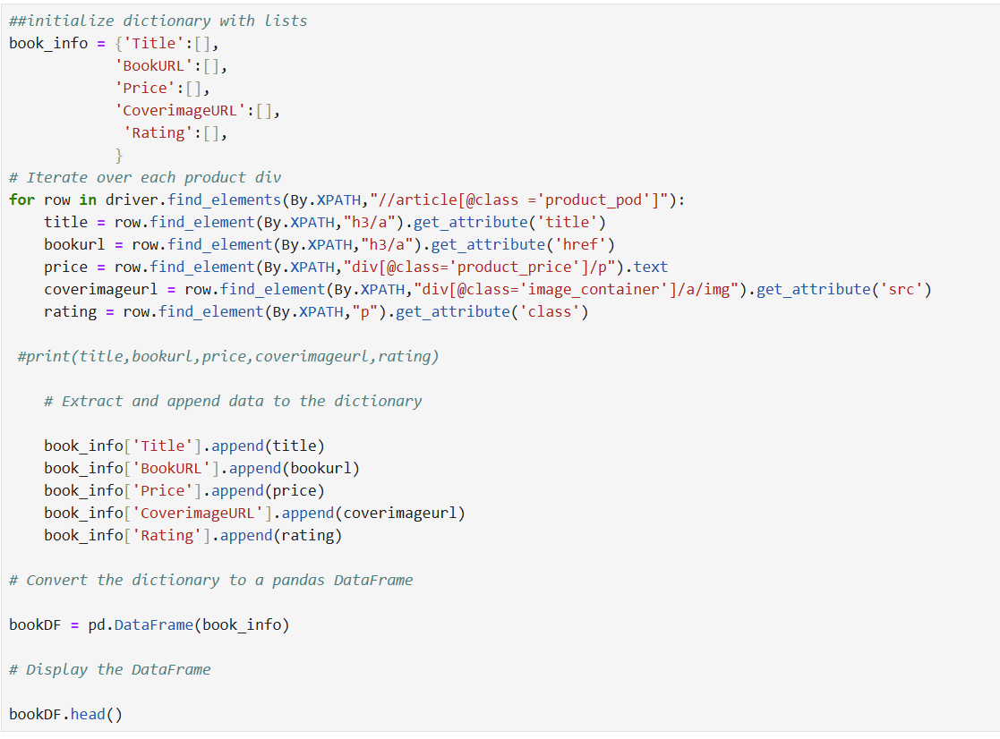 ##initialize dictionary with lists
book_info = {'Title':[],
            'BookURL':[],
            'Price':[],
            'CoverimageURL':[],
             'Rating':[],
            }
# Iterate over each product div
for row in driver.find_elements(By.XPATH,"//article[@class ='product_pod']"):
    title = row.find_element(By.XPATH,"h3/a").get_attribute('title')
    bookurl = row.find_element(By.XPATH,"h3/a").get_attribute('href')
    price = row.find_element(By.XPATH,"div[@class='product_price']/p").text
    coverimageurl = row.find_element(By.XPATH,"div[@class='image_container']/a/img").get_attribute('src')
    rating = row.find_element(By.XPATH,"p").get_attribute('class')
 #print(title,bookurl,price,coverimageurl,rating)
    # Extract and append data to the dictionary
    book_info['Title'].append(title)
    book_info['BookURL'].append(bookurl)
    book_info['Price'].append(price)
    book_info['CoverimageURL'].append(coverimageurl)
    book_info['Rating'].append(rating)
# Convert the dictionary to a pandas DataFrame
bookDF = pd.DataFrame(book_info)
# Display the DataFrame
bookDF.head()